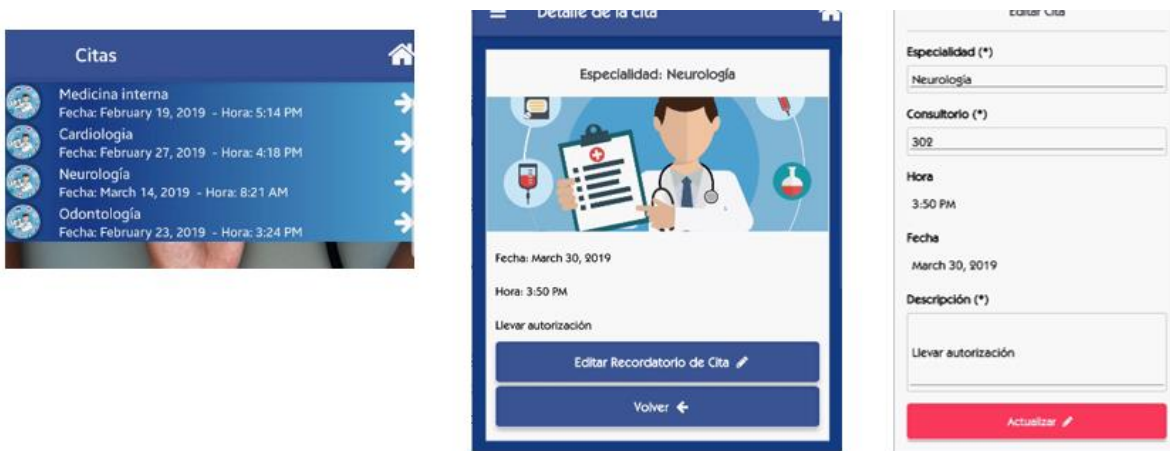 Citas
Medicina interna
Fecha: February 19, 2019 - Hora: 5:14 PM
Cardiologia
Fecha: February 27, 2019 - Hora: 4:18 PM
Neurología
Fecha: March 14, 2019 - Hora: 8:21 AM
Odontología
Fecha: February 23, 2019 - Hora: 3:24 PM
Detalle de la cita
Especialidad: Neurología
Fecha: March 30, 2019
Hora: 3:50 PM
Llevar autorización
Editar Recordatorio de Cita
Volver
Editar Cita
Especialidad (*)
Neurología
Consultorio (*)
302
Hora
3:50 PM
Fecha
March 30, 2019
Descripción (*)
Llevar autorización
Actualizar